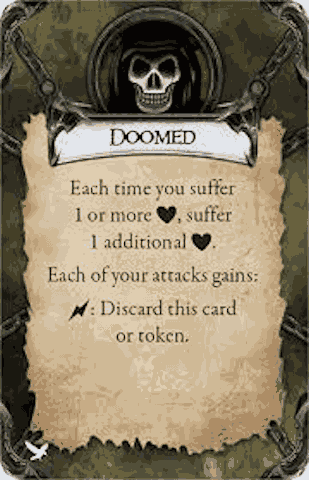 DOOMED
Each time you suffer
1 or more ♥, suffer
1 additional ♥.
Each of your attacks gains:
⚡: Discard this card
or token.